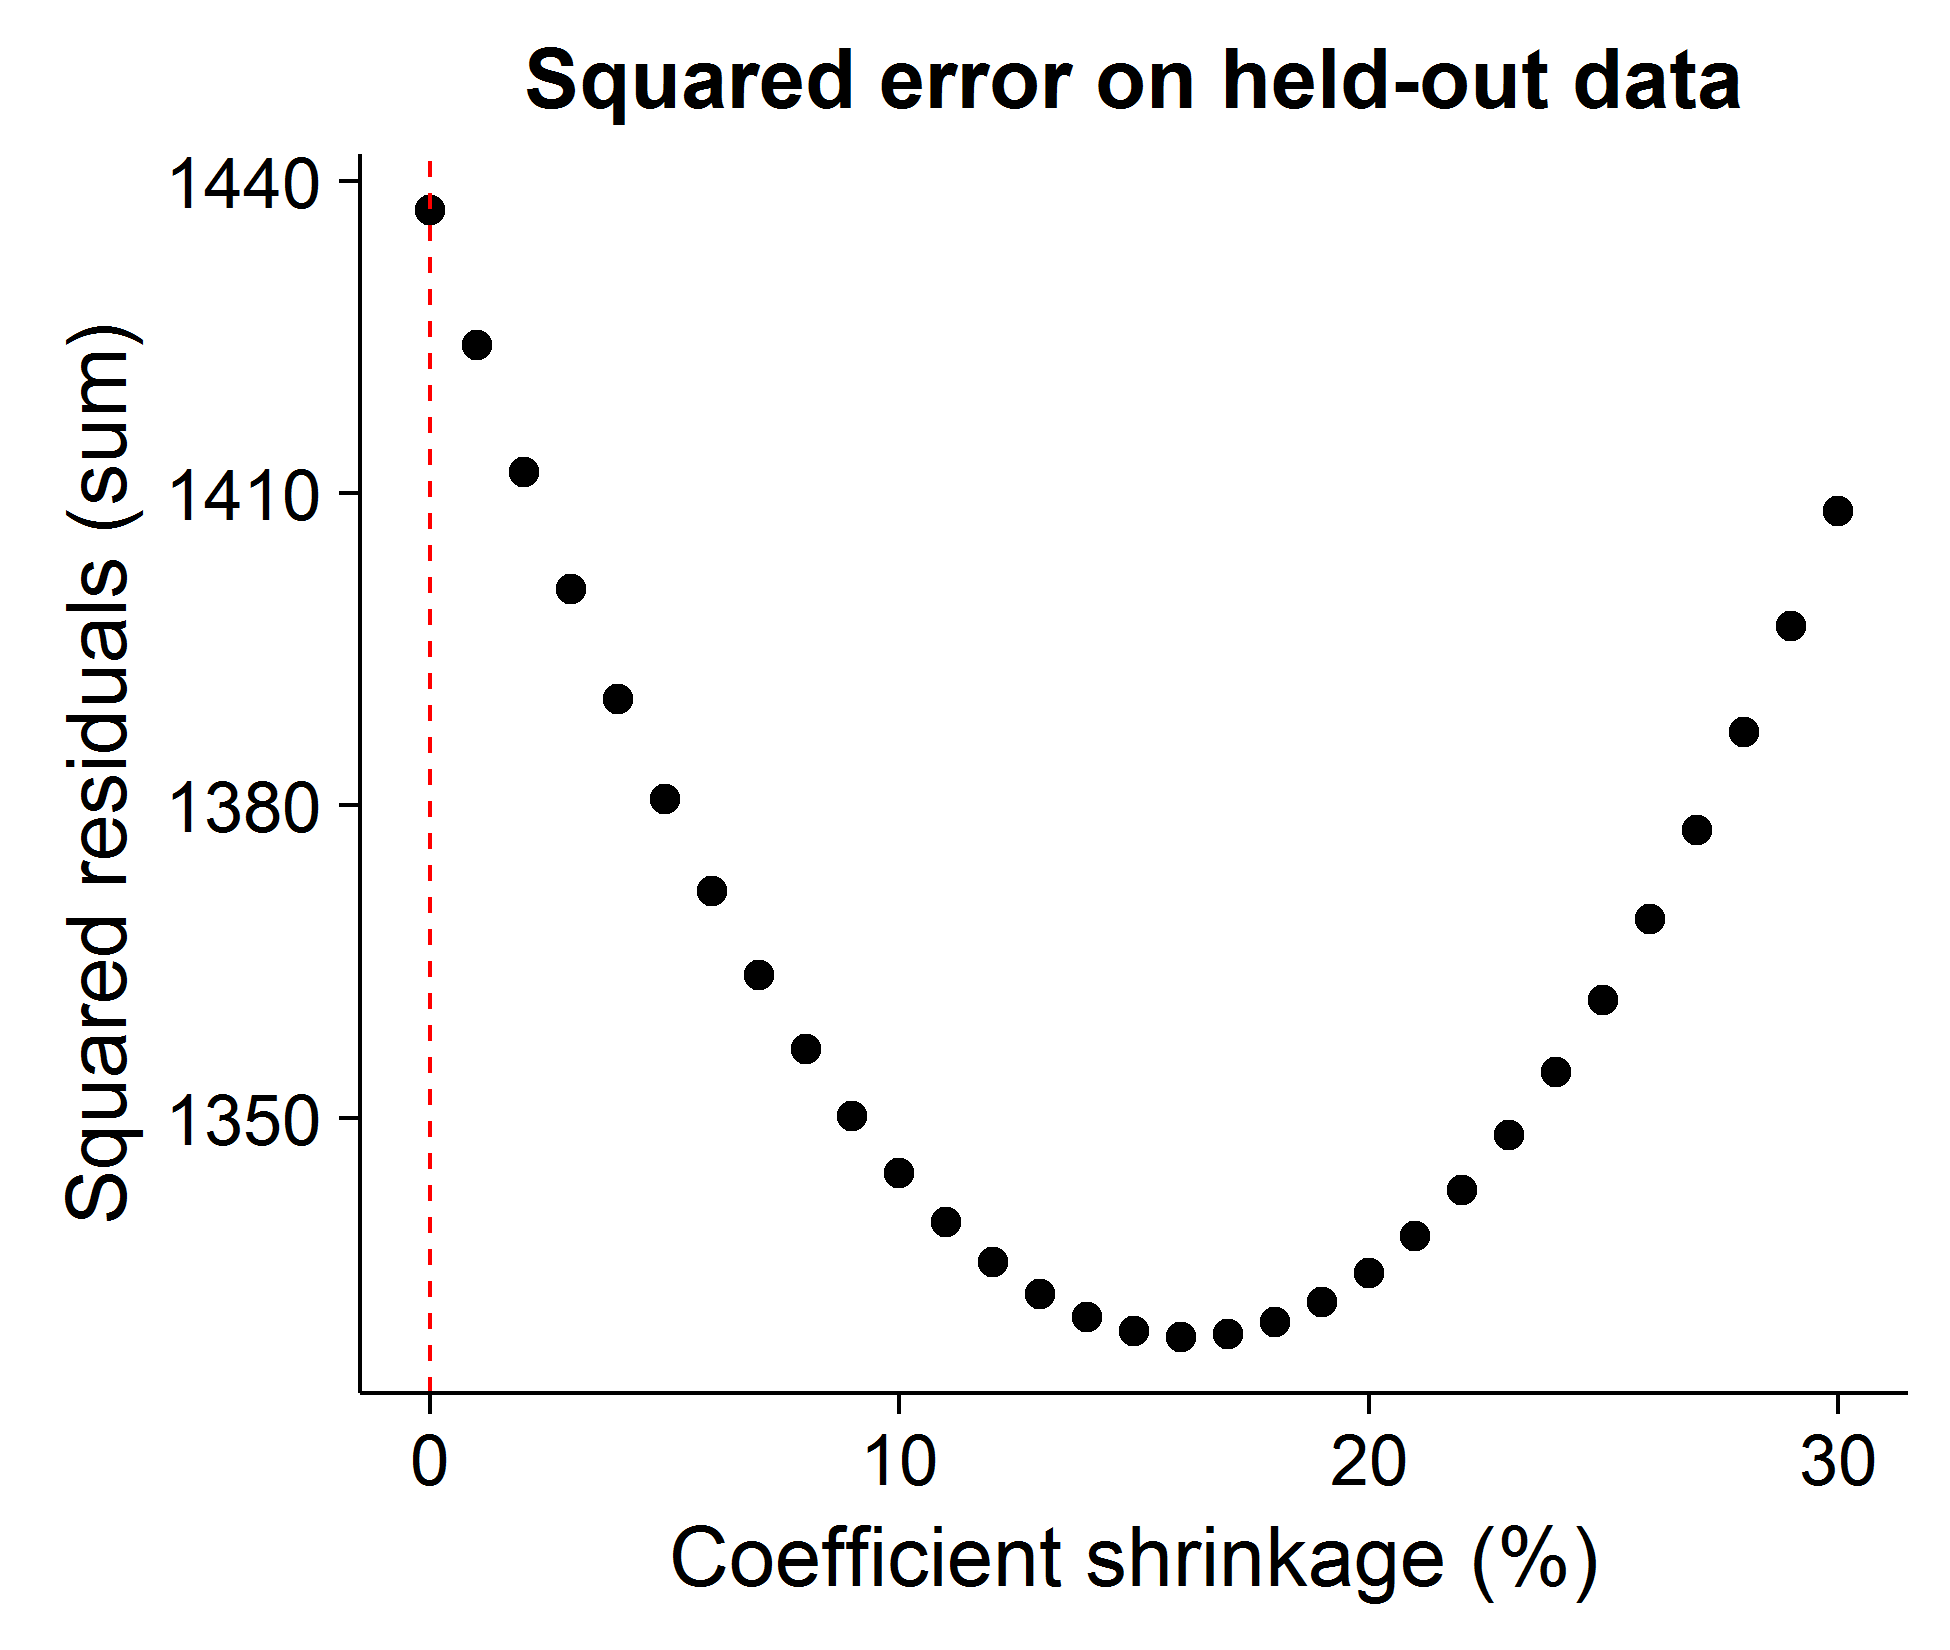 Squared error on held-out data
Squared residuals (sum)
1440
1410
1380
1350
0 10 20 30
Coefficient shrinkage (%)